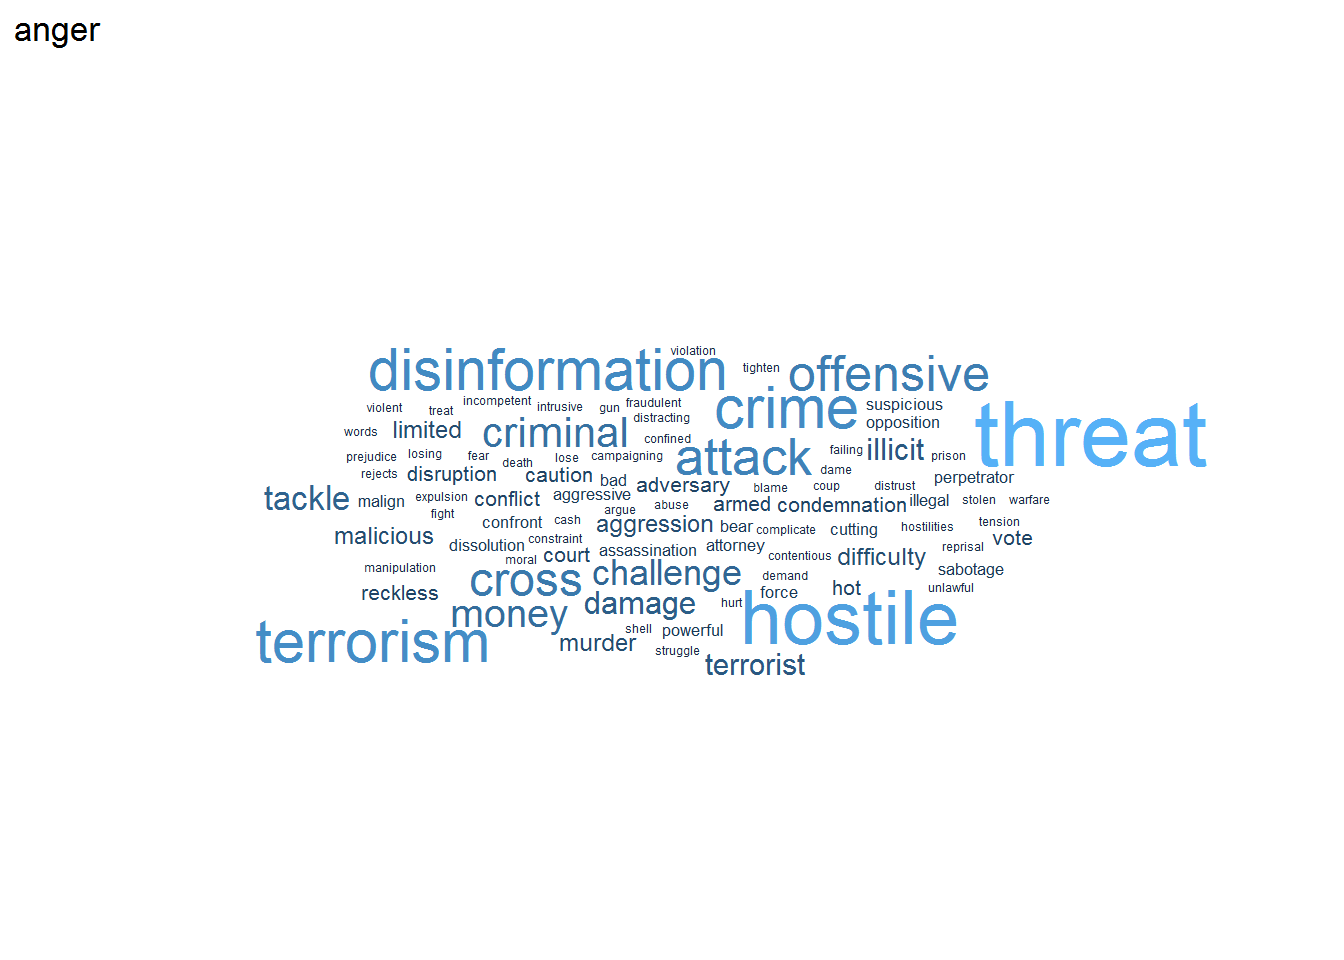 anger
violation
disinformation
tighten
offensive
incompetent
violent
treat
intrusive
gun
fraudulent
distracting
crime
suspicious
opposition
threat
words
limited
criminal
confined
prejudice
losing
fear
death
lose
campaigning
attack
failing
illicit
prison
dame
rejects
disruption
caution
bad
adversary
blame
coup
distrust
perpetrator
tackle
malign
expulsion
conflict
aggressive
argue
abuse
armed
condemnation
illegal
stolen
warfare
fight
confront
cash
aggression
bear
complicate
cutting
hostilities
tension
malicious
dissolution
constraint
moral
court
assassination
attorney
contentious
difficulty
reprisal
vote
manipulation
cross
challenge
demand
sabotage
reckless
force
hot
unlawful
money
damage
hurt
hostile
terrorism
murder
shell
powerful
struggle
terrorist